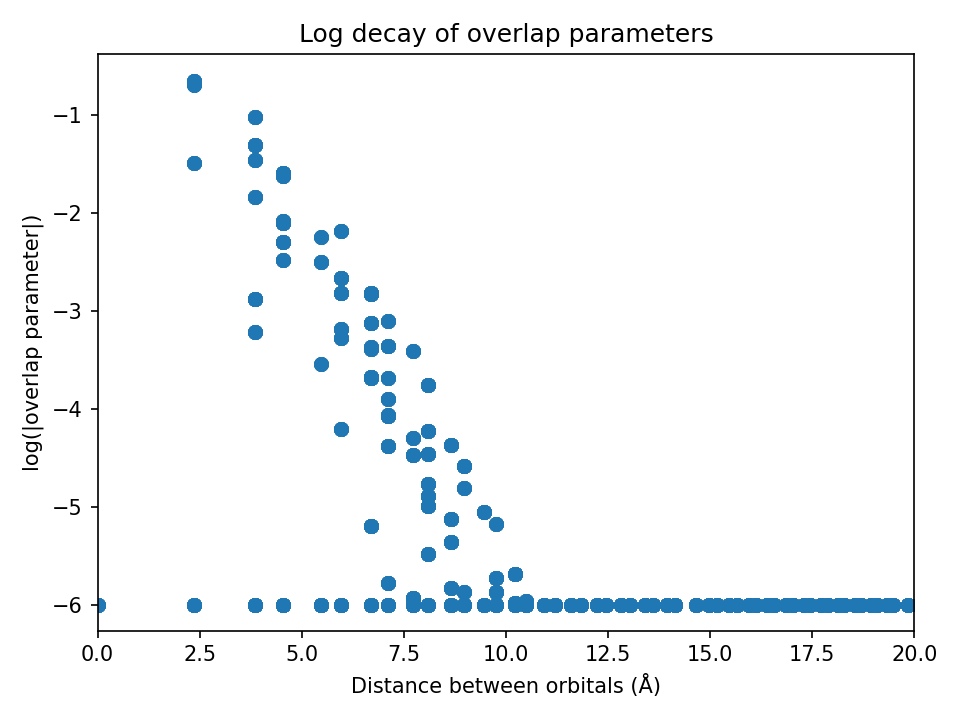 Log decay of overlap parameters
log(|overlap parameter|)
−1
−2
−3
−4
−5
−6
0.0 2.5 5.0 7.5 10.0 12.5 15.0 17.5 20.0
Distance between orbitals (Å)